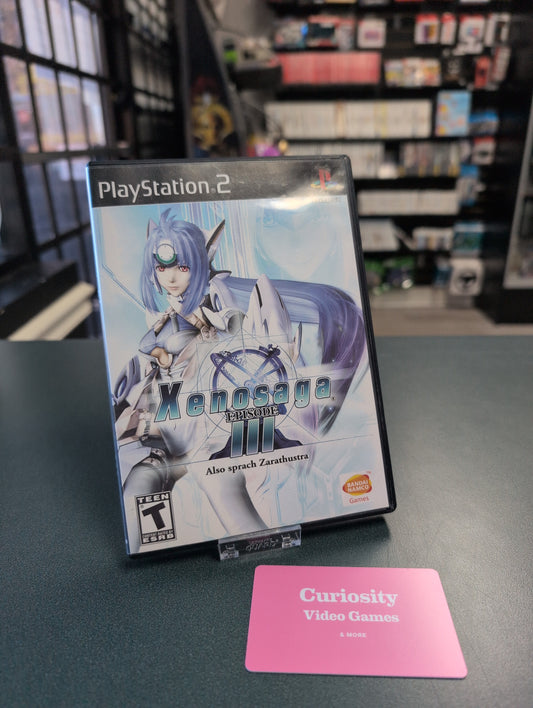 PlayStation 2
Xenosaga
EPISODE
III
Also sprach Zarathustra
TEEN
T
ESRB
BANDAI
NAMCO
Games
Curiosity
Video Games
& MORE